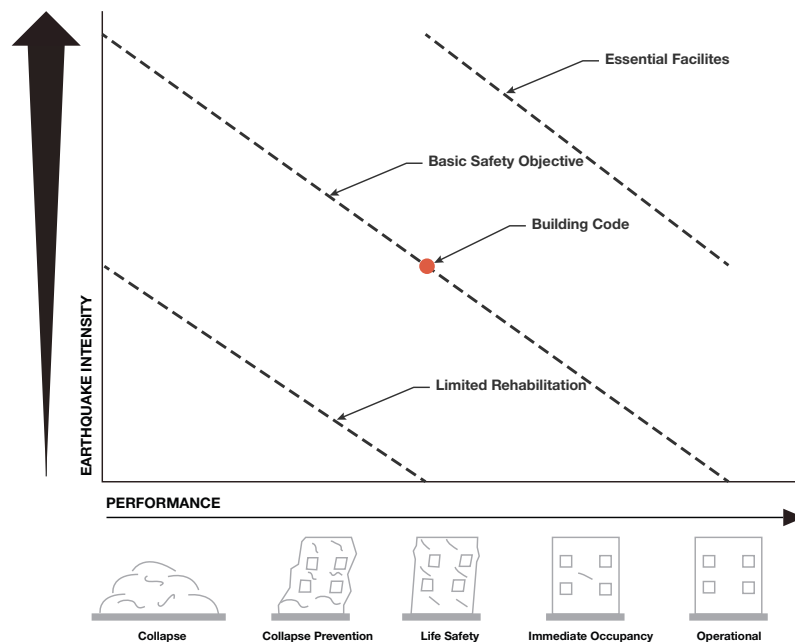 Essential Facilites
Basic Safety Objective
Building Code
Limited Rehabilitation
EARTHQUAKE INTENSITY
PERFORMANCE
Collapse
Collapse Prevention
Life Safety
Immediate Occupancy
Operational